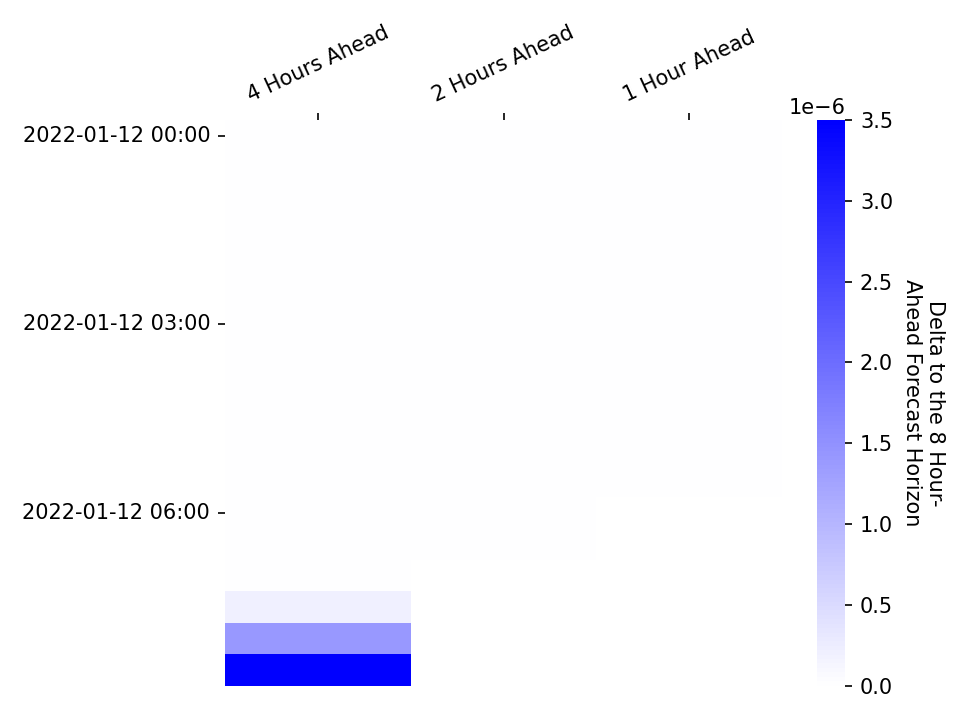 4 Hours Ahead
2 Hours Ahead
1 Hour Ahead
1e−6
2022-01-12 00:00
2022-01-12 03:00
2022-01-12 06:00
3.5
3.0
2.5
2.0
1.5
1.0
0.5
0.0
Delta to the 8 Hour-
Ahead Forecast Horizon